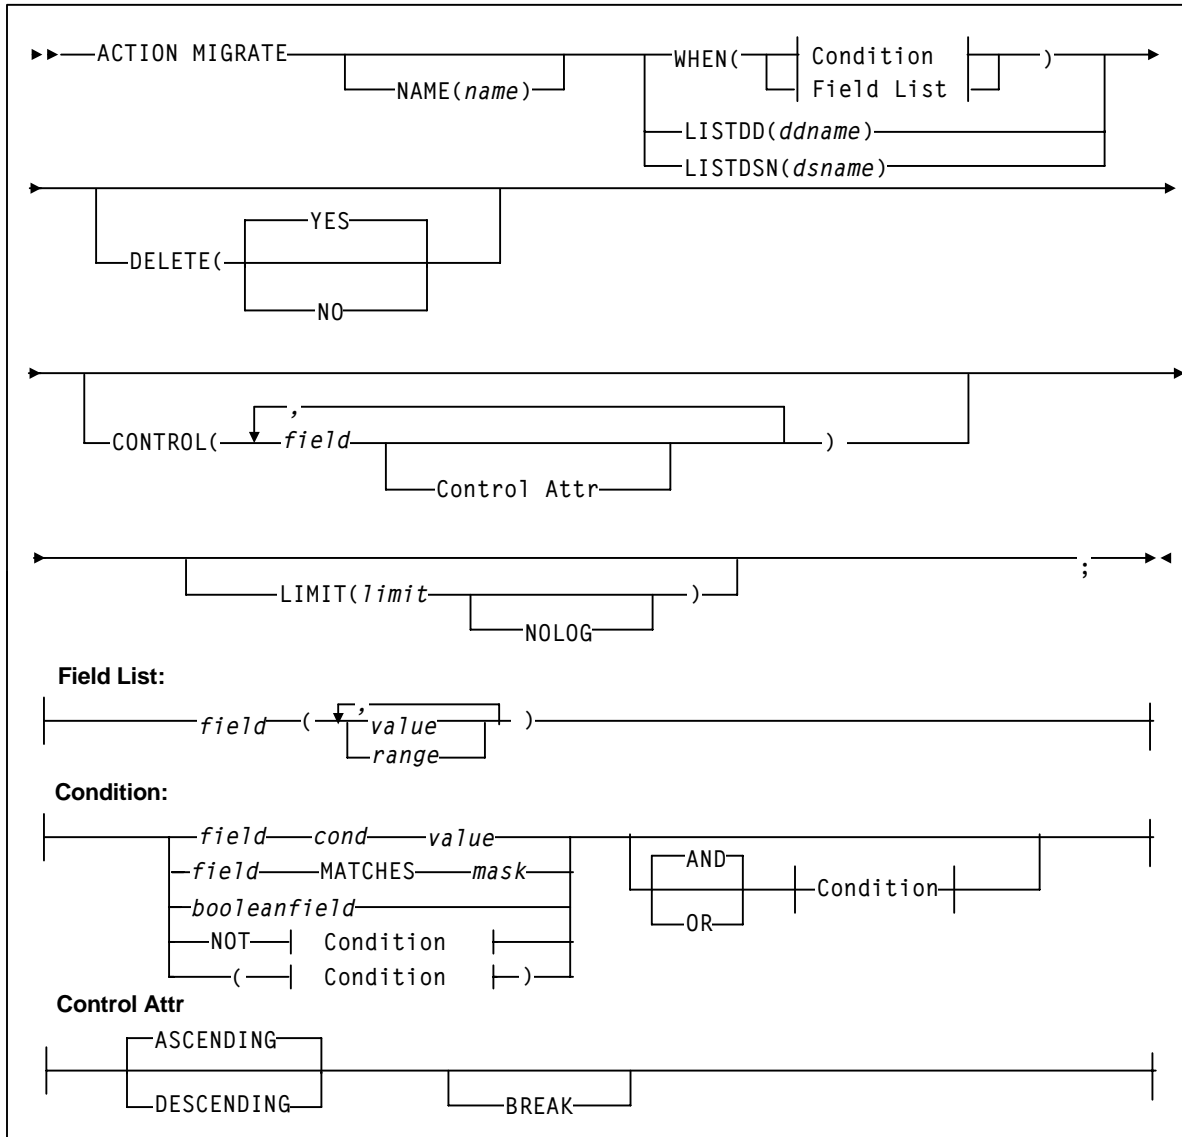 ACTION MIGRATE
NAME(name)
WHEN( Condition )
Field List
LISTDD(ddname)
LISTDSN(dsname)
YES
DELETE(
NO
,
CONTROL( field )
Control Attr
LIMIT(limit ) ;
NOLOG
Field List:
,
field ( value )
range
Condition:
field cond value
field MATCHES mask
booleanfield
NOT Condition
( Condition )
AND
Condition
OR
Control Attr
ASCENDING
DESCENDING
BREAK